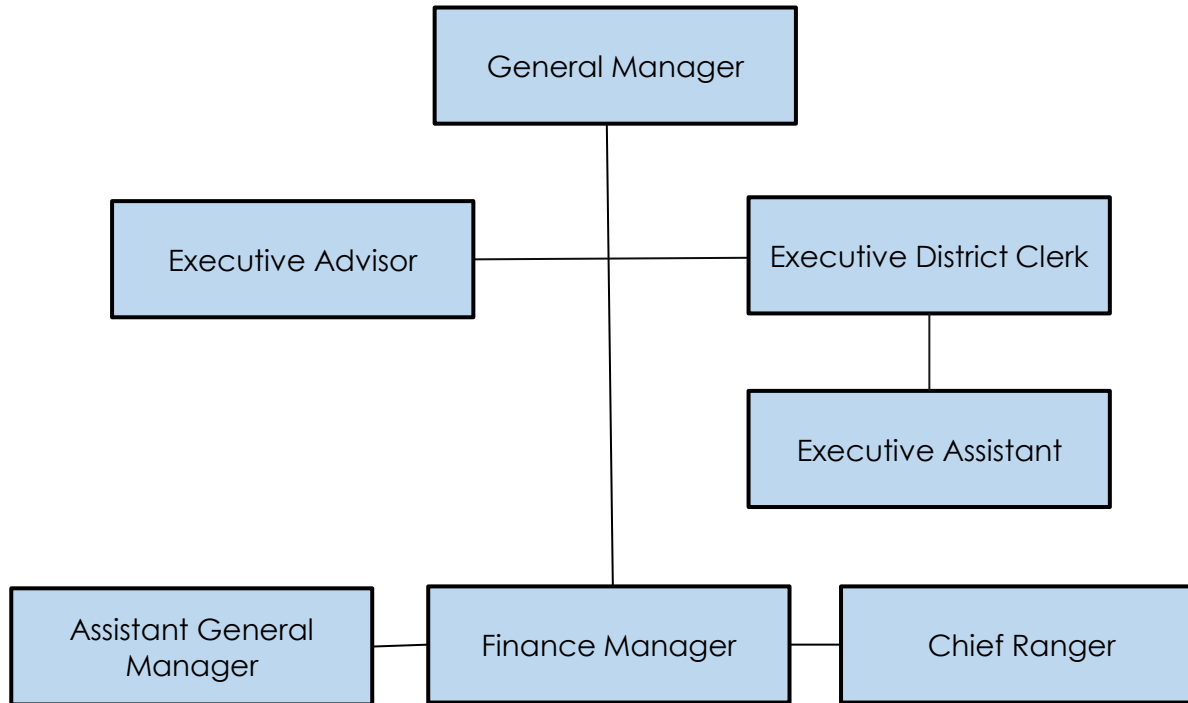 General Manager
Executive Advisor
Executive District Clerk
Executive Assistant
Assistant General
Manager
Finance Manager
Chief Ranger